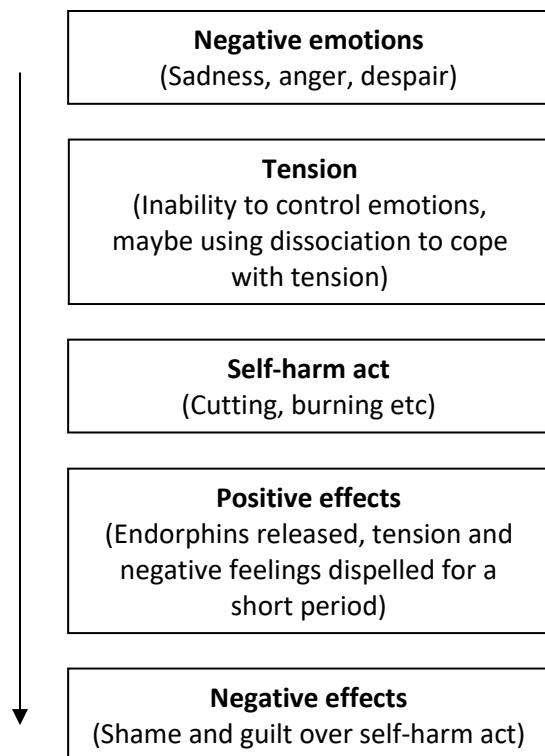 Negative emotions
(Sadness, anger, despair)
Tension
(Inability to control emotions,
maybe using dissociation to cope
with tension)
Self-harm act
(Cutting, burning etc)
Positive effects
(Endorphins released, tension and
negative feelings dispelled for a
short period)
Negative effects
(Shame and guilt over self-harm act)